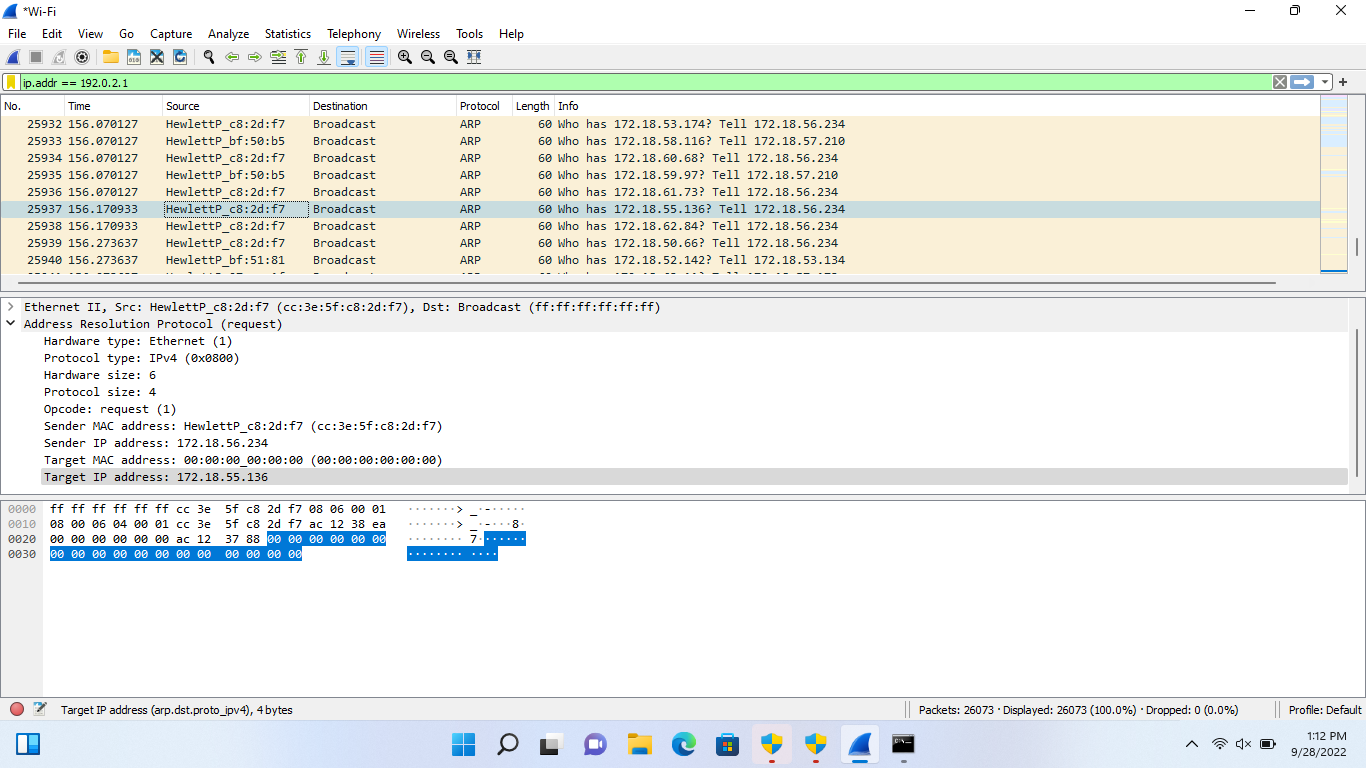 *Wi-Fi
File Edit View Go Capture Analyze Statistics Telephony Wireless Tools Help
ip.addr == 192.0.2.1
No. Time Source Destination Protocol Length Info
25932 156.070127 HewlettP_c8:2d:f7 Broadcast ARP 60 Who has 172.18.53.174? Tell 172.18.56.234
25933 156.070127 HewlettP_bf:50:b5 Broadcast ARP 60 Who has 172.18.58.116? Tell 172.18.57.210
25934 156.070127 HewlettP_c8:2d:f7 Broadcast ARP 60 Who has 172.18.60.68? Tell 172.18.56.234
25935 156.070127 HewlettP_bf:50:b5 Broadcast ARP 60 Who has 172.18.59.97? Tell 172.18.57.210
25936 156.070127 HewlettP_c8:2d:f7 Broadcast ARP 60 Who has 172.18.61.73? Tell 172.18.56.234
25937 156.170933 HewlettP_c8:2d:f7 Broadcast ARP 60 Who has 172.18.55.136? Tell 172.18.56.234
25938 156.170933 HewlettP_c8:2d:f7 Broadcast ARP 60 Who has 172.18.62.84? Tell 172.18.56.234
25939 156.273637 HewlettP_c8:2d:f7 Broadcast ARP 60 Who has 172.18.50.66? Tell 172.18.56.234
25940 156.273637 HewlettP_bf:51:81 Broadcast ARP 60 Who has 172.18.52.142? Tell 172.18.53.134
Ethernet II, Src: HewlettP_c8:2d:f7 (cc:3e:5f:c8:2d:f7), Dst: Broadcast (ff:ff:ff:ff:ff:ff)
Address Resolution Protocol (request)
Hardware type: Ethernet (1)
Protocol type: IPv4 (0x0800)
Hardware size: 6
Protocol size: 4
Opcode: request (1)
Sender MAC address: HewlettP_c8:2d:f7 (cc:3e:5f:c8:2d:f7)
Sender IP address: 172.18.56.234
Target MAC address: 00:00:00_00:00:00 (00:00:00:00:00:00)
Target IP address: 172.18.55.136
0000 ff ff ff ff ff ff cc 3e 5f c8 2d f7 08 06 00 01 ·······> _·-·····
0010 08 00 06 04 00 01 cc 3e 5f c8 2d f7 ac 12 38 ea ·······> _·-···8·
0020 00 00 00 00 00 00 ac 12 37 88 00 00 00 00 00 00 ········ 7·······
0030 00 00 00 00 00 00 00 00 00 00 00 00 ········ ····
Target IP address (arp.dst.proto_ipv4), 4 bytes Packets: 26073 · Displayed: 26073 (100.0%) · Dropped: 0 (0.0%) Profile: Default
1:12 PM
9/28/2022